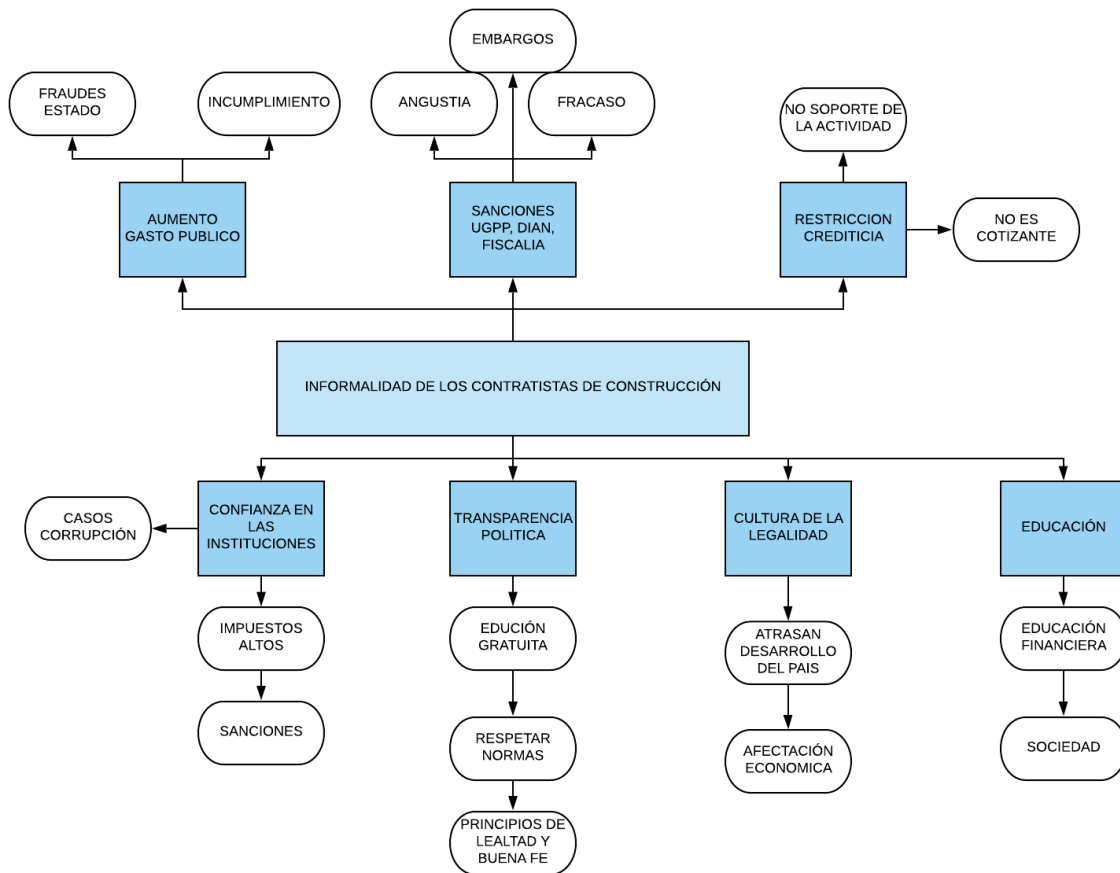 EMBARGOS
FRAUDES
ESTADO
INCUMPLIMIENTO
ANGUSTIA
FRACASO
NO SOPORTE DE
LA ACTIVIDAD
AUMENTO
GASTO PUBLICO
SANCIONES
UGPP, DIAN,
FISCALIA
RESTRICCION
CREDITICIA
NO ES
COTIZANTE
INFORMALIDAD DE LOS CONTRATISTAS DE CONSTRUCCIÓN
CASOS
CORRUPCIÓN
CONFIANZA EN
LAS
INSTITUCIONES
TRANSPARENCIA
POLITICA
CULTURA DE LA
LEGALIDAD
EDUCACIÓN
IMPUESTOS
ALTOS
EDUCIÓN
GRATUITA
ATRASAN
DESARROLLO
DEL PAIS
EDUCACIÓN
FINANCIERA
SANCIONES
RESPETAR
NORMAS
AFECTACIÓN
ECONOMICA
SOCIEDAD
PRINCIPIOS DE
LEALTAD Y
BUENA FE